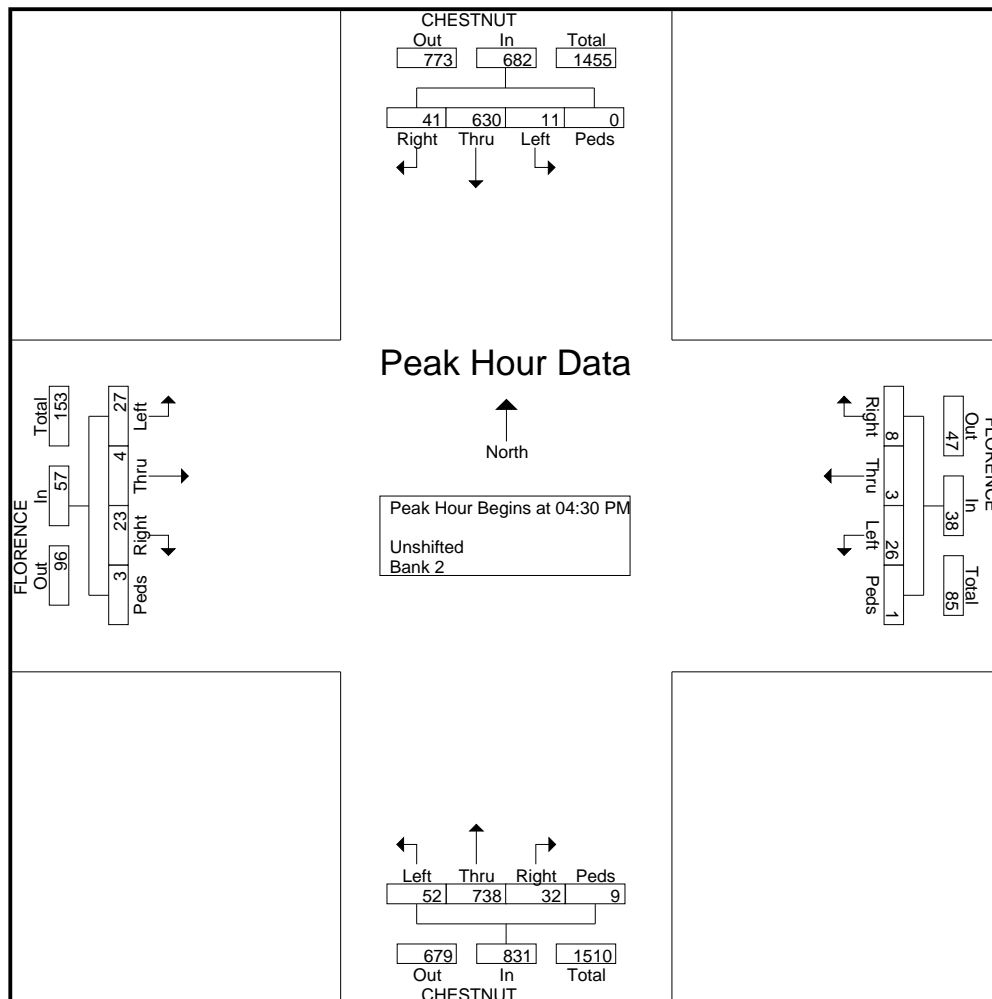 CHESTNUT
Out In Total
773 682 1455
41 630 11 0
Right Thru Left Peds
Peak Hour Data
North
Peak Hour Begins at 04:30 PM
Unshifted
Bank 2
FLORENCE
Out In Total
96 57 153
27 4 23 3
Left Thru Right Peds
FLORENCE
Out In Total
47 38 85
8 3 26 1
Right Thru Left Peds
Left Thru Right Peds
52 738 32 9
679 831 1510
Out In Total
CHESTNUT